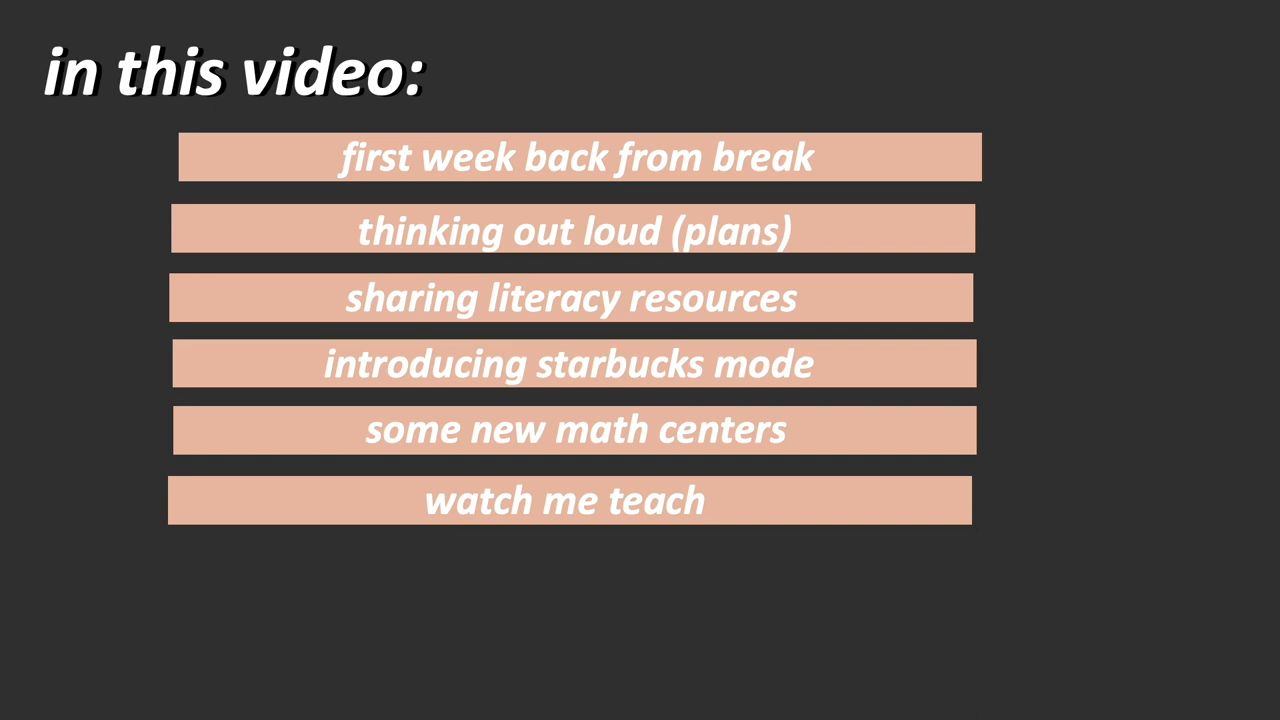 in this video:
first week back from break
thinking out loud (plans)
sharing literacy resources
introducing starbucks mode
some new math centers
watch me teach